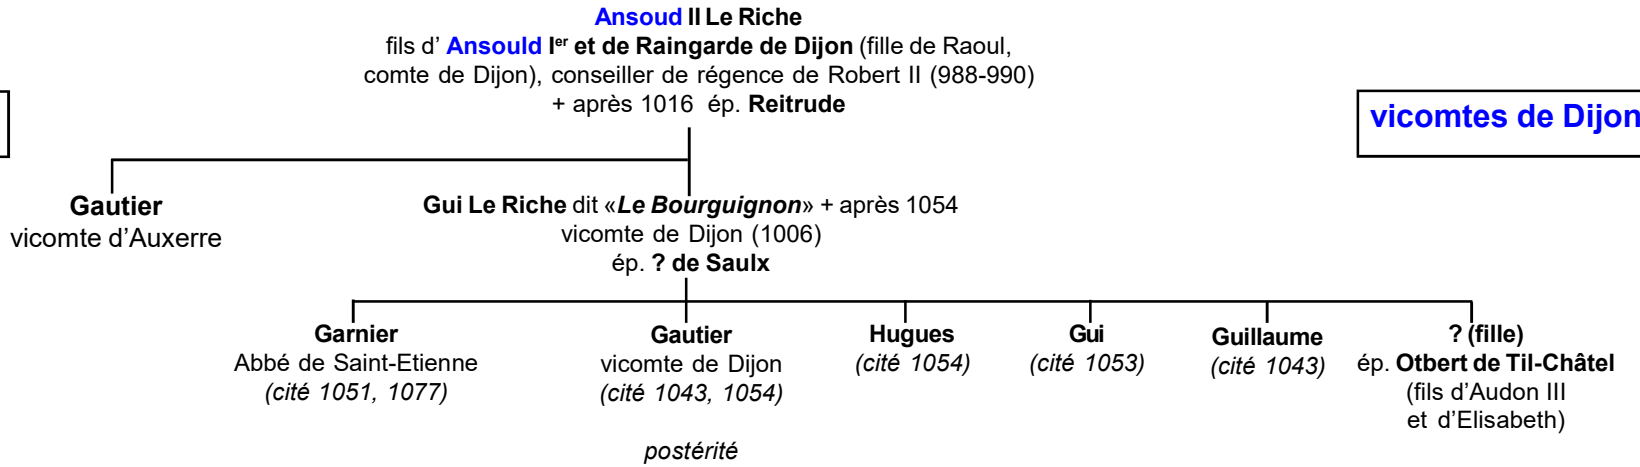 Ansoud II Le Riche
fils d' Ansould Ier et de Raingarde de Dijon (fille de Raoul,
comte de Dijon), conseiller de régence de Robert II (988-990)
+ après 1016 ép. Reitrude
vicomtes de Dijon
Gautier
vicomte d'Auxerre
Gui Le Riche dit «Le Bourguignon» + après 1054
vicomte de Dijon (1006)
ép. ? de Saulx
Garnier
Abbé de Saint-Etienne
(cité 1051, 1077)
Gautier
vicomte de Dijon
(cité 1043, 1054)
postérité
Hugues
(cité 1054)
Gui
(cité 1053)
Guillaume
(cité 1043)
? (fille)
ép. Otbert de Til-Châtel
(fils d'Audon III
et d'Elisabeth)